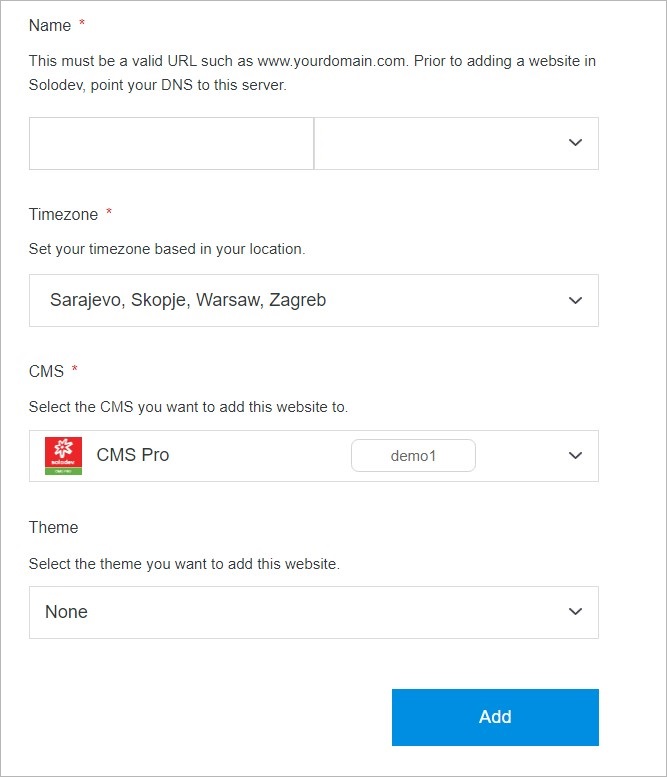 Name *
This must be a valid URL such as www.yourdomain.com. Prior to adding a website in
Solodev, point your DNS to this server.
Timezone *
Set your timezone based in your location.
Sarajevo, Skopje, Warsaw, Zagreb
CMS *
Select the CMS you want to add this website to.
solodev
CMS PRO
CMS Pro
demo1
Theme
Select the theme you want to add this website.
None
Add